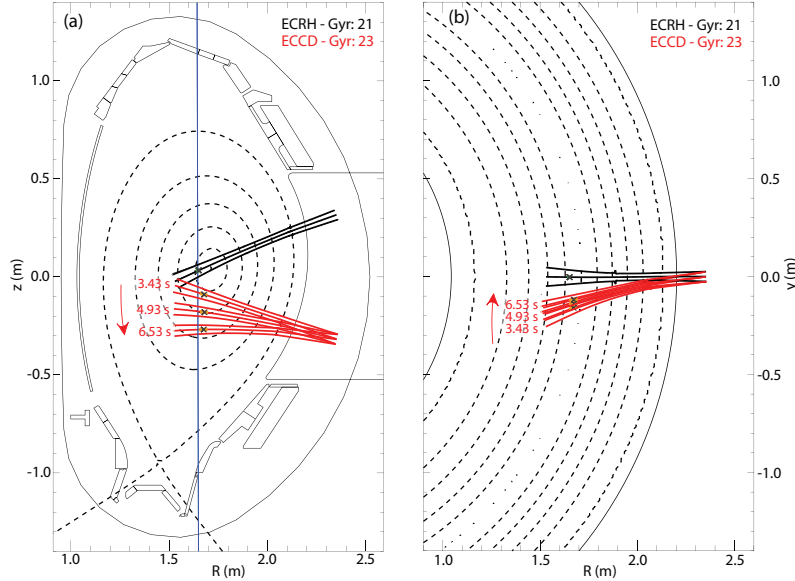 (a)
ECRH - Gyr: 21
ECCD - Gyr: 23
1.0
0.5
0.0
-0.5
-1.0
z (m)
3.43 s
4.93 s
6.53 s
1.0
1.5
2.0
2.5
R (m)
(b)
ECRH - Gyr: 21
ECCD - Gyr: 23
6.53 s
4.93 s
3.43 s
1.0
0.5
0.0
-0.5
-1.0
y (m)
1.0
1.5
2.0
2.5
R (m)